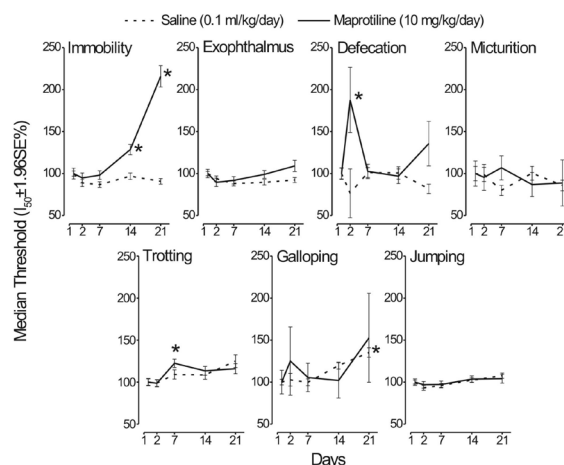 Saline (0.1 ml/kg/day) Maprotiline (10 mg/kg/day)
Immobility Exophthalmus Defecation Micturition
250 250 250 250
200 200 200 200
150 150 150 150
100 100 100 100
50 50 50 50
* * *
1 2 7 14 21 1 2 7 14 21 1 2 7 14 21 1 2 7 14 21
Median Threshold (I50±1.96SE%)
Trotting Galloping Jumping
250 250 250
200 200 200
150 150 150
100 100 100
50 50 50
* *
1 2 7 14 21 1 2 7 14 21 1 2 7 14 21
Days